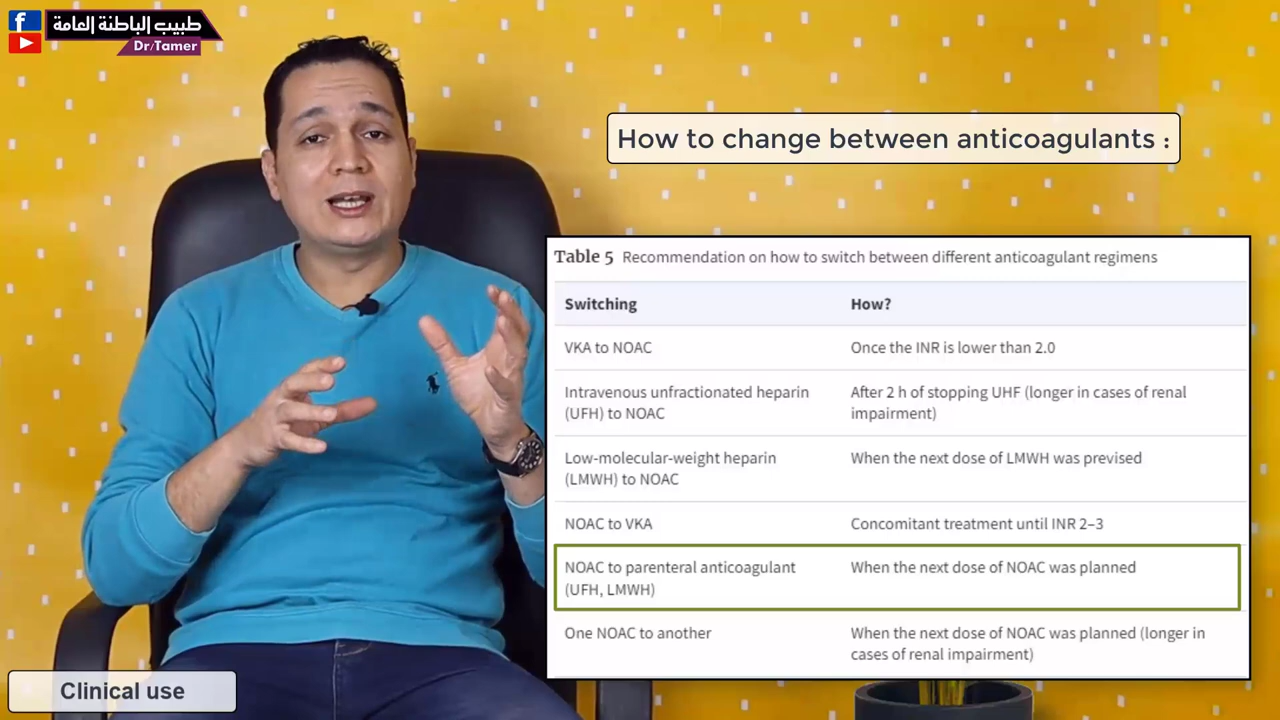 f
طبيب الباطنة العامة
Dr/Tamer
How to change between anticoagulants :
Table 5 Recommendation on how to switch between different anticoagulant regimens
Switching How?
VKA to NOAC Once the INR is lower than 2.0
Intravenous unfractionated heparin After 2 h of stopping UHF (longer in cases of renal
(UFH) to NOAC impairment)
Low-molecular-weight heparin When the next dose of LMWH was prevised
(LMWH) to NOAC
NOAC to VKA Concomitant treatment until INR 2–3
NOAC to parenteral anticoagulant When the next dose of NOAC was planned
(UFH, LMWH)
One NOAC to another When the next dose of NOAC was planned (longer in
cases of renal impairment)
Clinical use